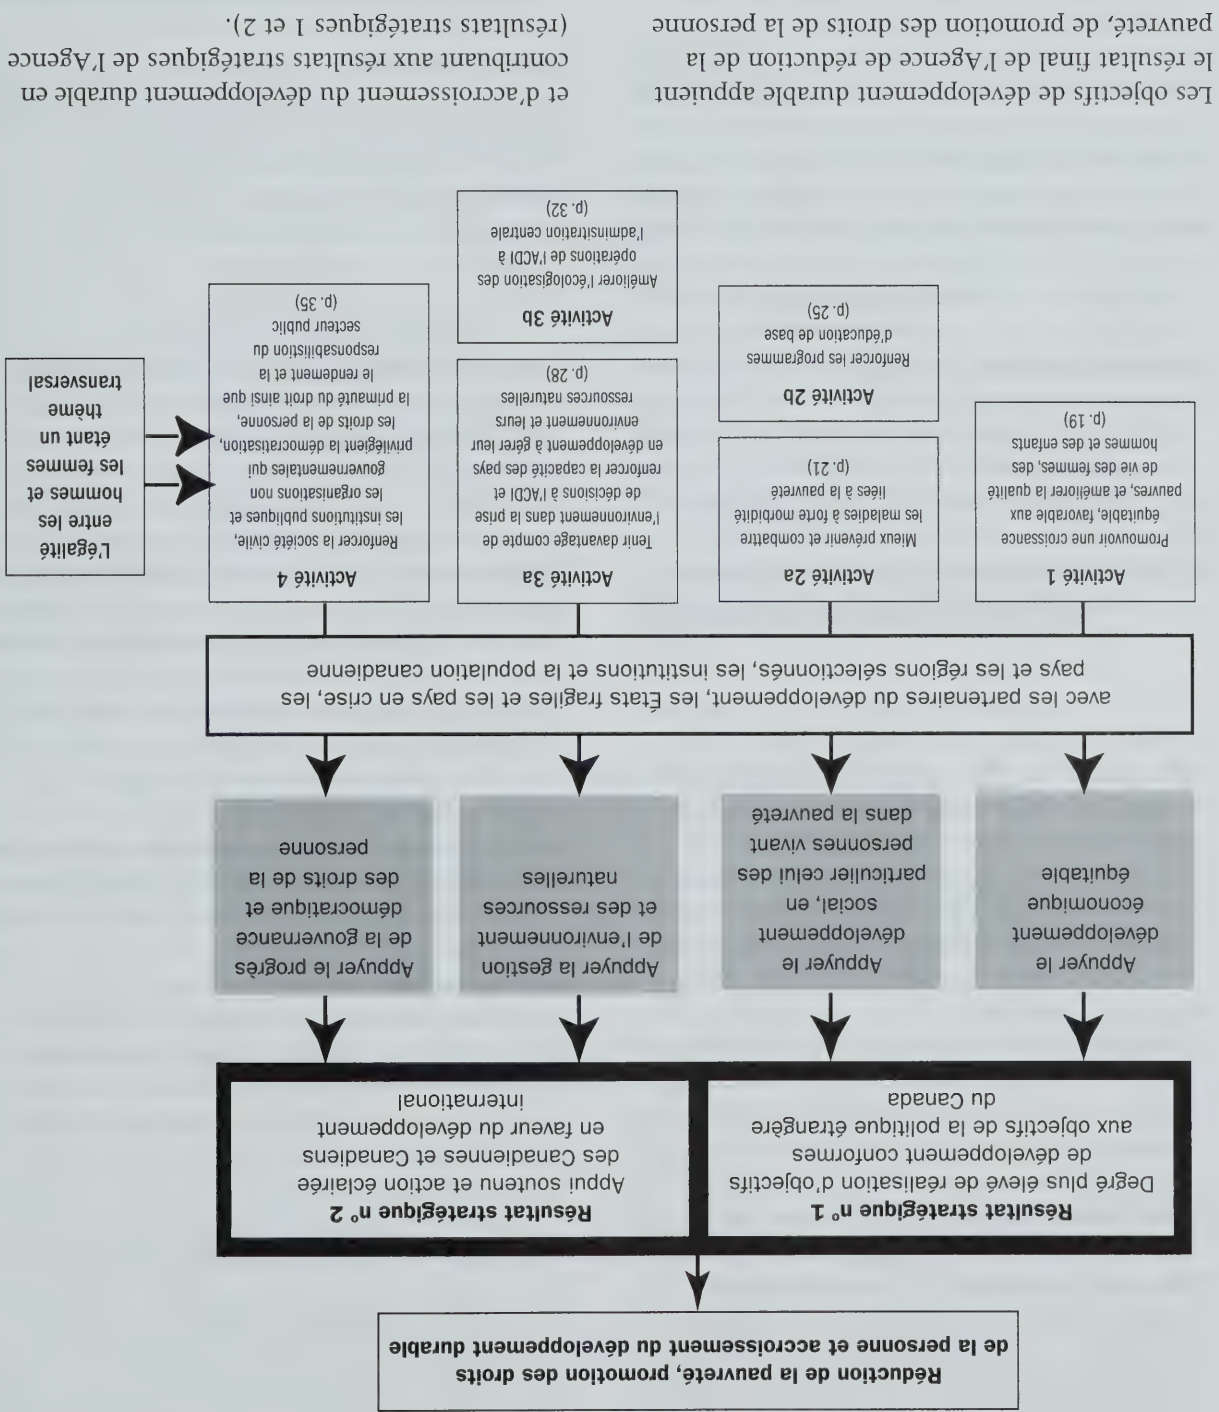 Réduction de la pauvreté, promotion des droits
de la personne et accroissement du développement durable
Résultat stratégique n° 1
Degré plus élevé de réalisation d'objectifs
de développement conformes
aux objectifs de la politique étrangère
du Canada
Résultat stratégique n° 2
Appui soutenu et action éclairée
des Canadiennes et Canadiens
en faveur du développement
international
Appuyer le
développement
économique
équitable
Appuyer le
développement
social, en
particulier celui des
personnes vivant
dans la pauvreté
Appuyer la gestion
de l'environnement
et des ressources
naturelles
Appuyer le progrès
de la gouvernance
démocratique et
des droits de la
personne
avec les partenaires du développement, les États fragiles et les pays en crise, les
pays et les régions sélectionnés, les institutions et la population canadienne
Activité 1
Promouvoir une croissance
équitable, favorable aux
pauvres, et améliorer la qualité
de vie des femmes, des
hommes et des enfants
(p. 19)
Activité 2a
Mieux prévenir et combattre
les maladies à forte morbidité
liées à la pauvreté
(p. 21)
Activité 2b
Renforcer les programmes
d'éducation de base
(p. 25)
Activité 3a
Tenir davantage compte de
l'environnement dans la prise
de décisions à l'ACDI et
renforcer la capacité des pays
en développement à gérer leur
environnement et leurs
ressources naturelles
(p. 28)
Activité 3b
Améliorer l'écologisation des
opérations de l'ACDI à
l'adminsitration centrale
(p. 32)
Activité 4
Renforcer la société civile,
les institutions publiques et
les organisations non
gouvernementales qui
privilégient la démocratisation,
les droits de la personne,
la primauté du droit ainsi que
le rendement et la
responsabilistion du
secteur public
(p. 35)
L'égalité
entre les
hommes et
les femmes
étant un
thème
transversal
Les objectifs de développement durable appuient
le résultat final de l'Agence de réduction de la
pauvreté, de promotion des droits de la personne
et d'accroissement du développement durable en
contribuant aux résultats stratégiques de l'Agence
(résultats stratégiques 1 et 2).